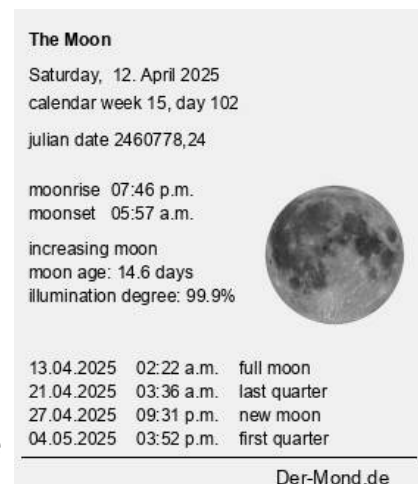 The Moon
Saturday, 12. April 2025
calendar week 15, day 102
julian date 2460778,24
moonrise 07:46 p.m.
moonset 05:57 a.m.
increasing moon
moon age: 14.6 days
illumination degree: 99.9%
13.04.2025 02:22 a.m. full moon
21.04.2025 03:36 a.m. last quarter
27.04.2025 09:31 p.m. new moon
04.05.2025 03:52 p.m. first quarter
Der-Mond.de